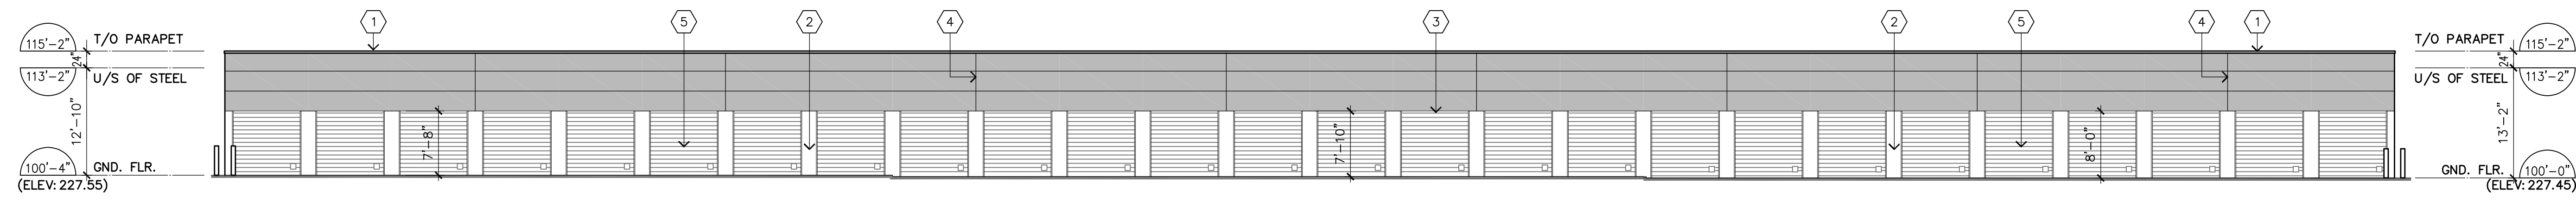 1 5 2 4 3 2 5 4 1
115'-2" T/O PARAPET
24"
113'-2" U/S OF STEEL
12'-10"
100'-4" GND. FLR.
(ELEV: 227.55)
7'-8"
7'-10"
8'-0"
T/O PARAPET 115'-2"
24"
U/S OF STEEL 113'-2"
13'-2"
GND. FLR. 100'-0"
(ELEV: 227.45)